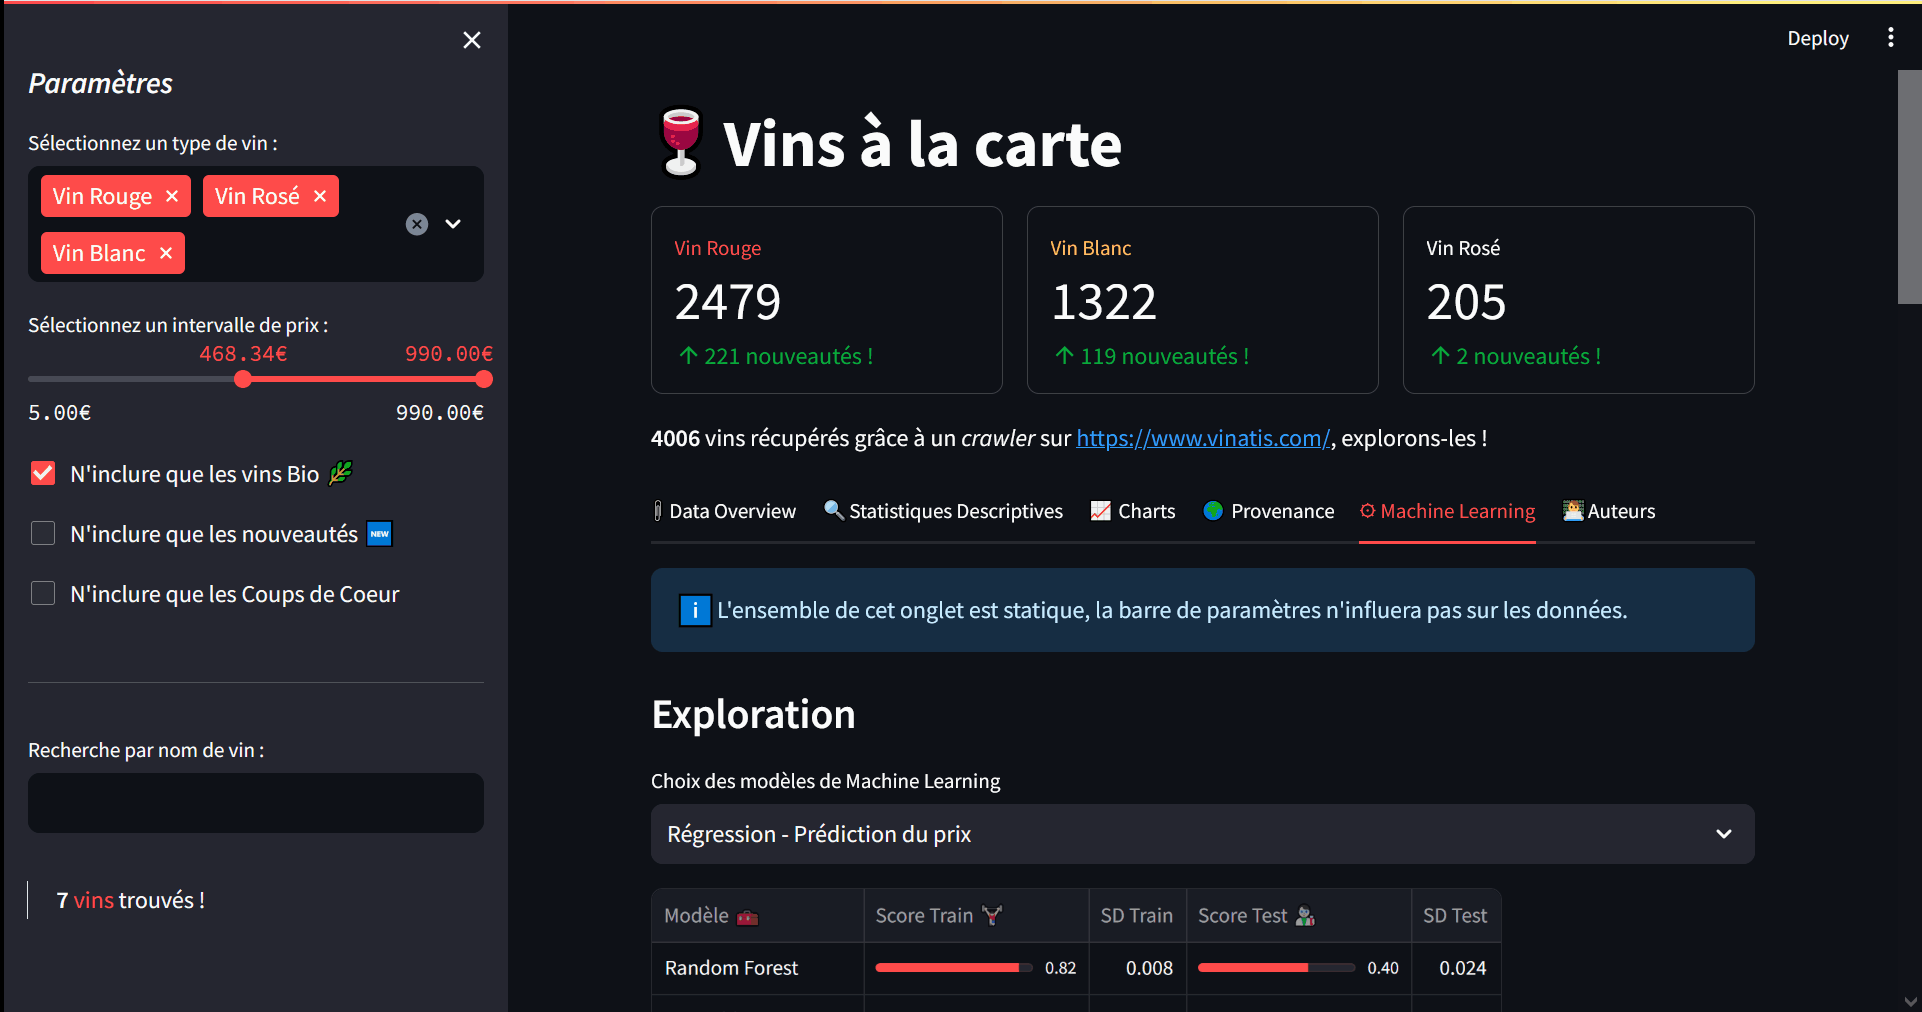 Deploy
Paramètres
Sélectionnez un type de vin :
Vin Rouge
Vin Rosé
Vin Blanc
Sélectionnez un intervalle de prix :
468.34€ 990.00€
5.00€ 990.00€
N'inclure que les vins Bio
N'inclure que les nouveautés NEW
N'inclure que les Coups de Coeur
Recherche par nom de vin :
7 vins trouvés !
Vins à la carte
Vin Rouge
2479
↑ 221 nouveautés !
Vin Blanc
1322
↑ 119 nouveautés !
Vin Rosé
205
↑ 2 nouveautés !
4006 vins récupérés grâce à un crawler sur https://www.vinatis.com/, explorons-les !
Data Overview Statistiques Descriptives Charts Provenance Machine Learning Auteurs
i L'ensemble de cet onglet est statique, la barre de paramètres n'influera pas sur les données.
Exploration
Choix des modèles de Machine Learning
Régression - Prédiction du prix
Modèle Score Train SD Train Score Test SD Test
Random Forest 0.82 0.008 0.40 0.024